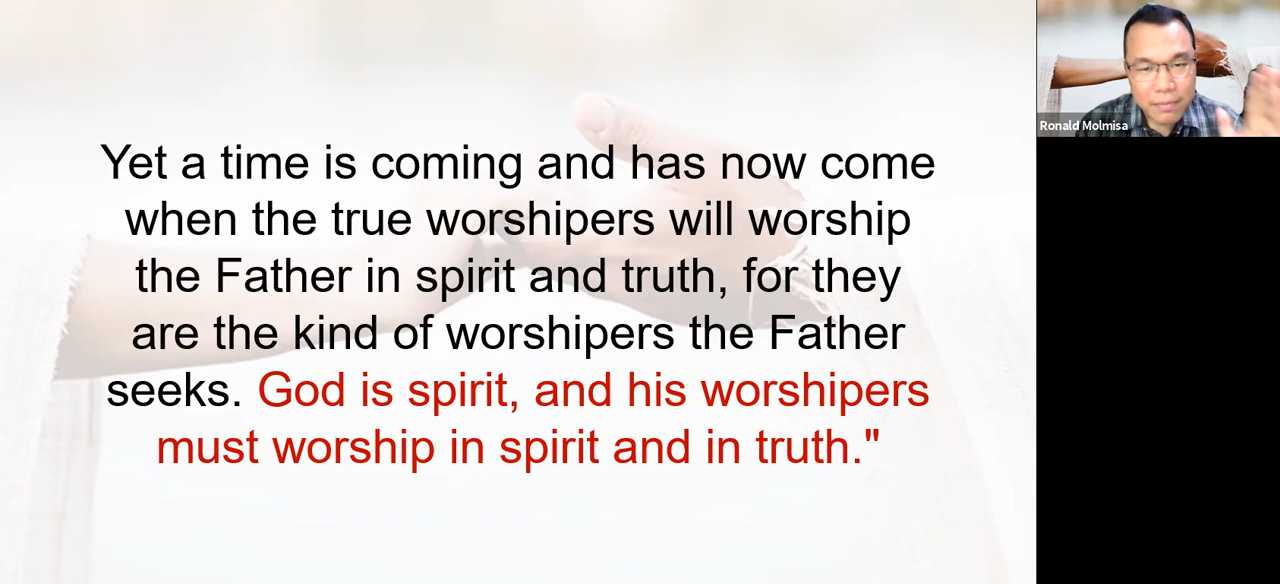 Yet a time is coming and has now come
when the true worshipers will worship
the Father in spirit and truth, for they
are the kind of worshipers the Father
seeks. God is spirit, and his worshipers
must worship in spirit and in truth."
Ronald Molmisa